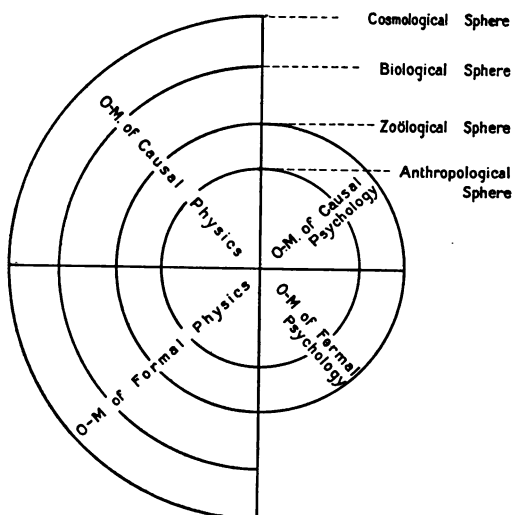 Cosmological Sphere
Biological Sphere
Zoölogical Sphere
Anthropological
Sphere
O-M. of Causal Physics
O-M. of Causal
Psychology
O-M of Formal Physics
O-M of Formal
Psychology